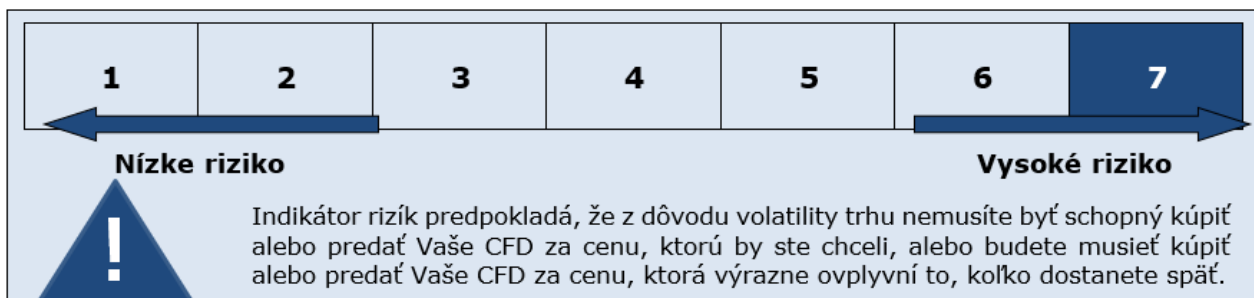 1 2 3 4 5 6 7
Nízke riziko Vysoké riziko
!
Indikátor rizík predpokladá, že z dôvodu volatility trhu nemusíte byť schopný kúpiť
alebo predať Vaše CFD za cenu, ktorú by ste chceli, alebo budete musieť kúpiť
alebo predať Vaše CFD za cenu, ktorá výrazne ovplyvní to, koľko dostanete späť.